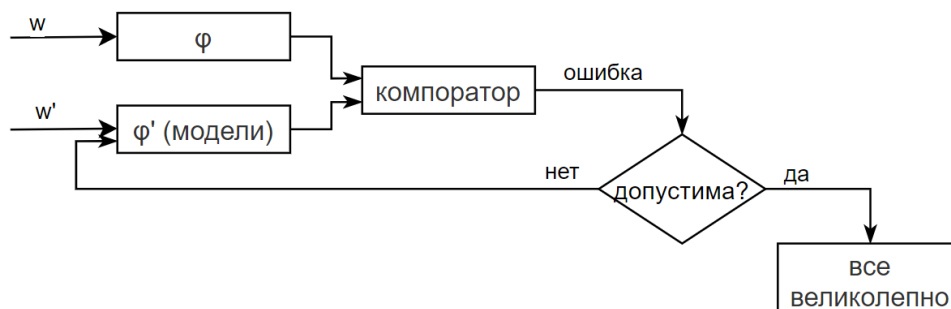 w
φ
ошибка
компоратор
w'
φ' (модели)
нет
допустима?
да
все
великолепно